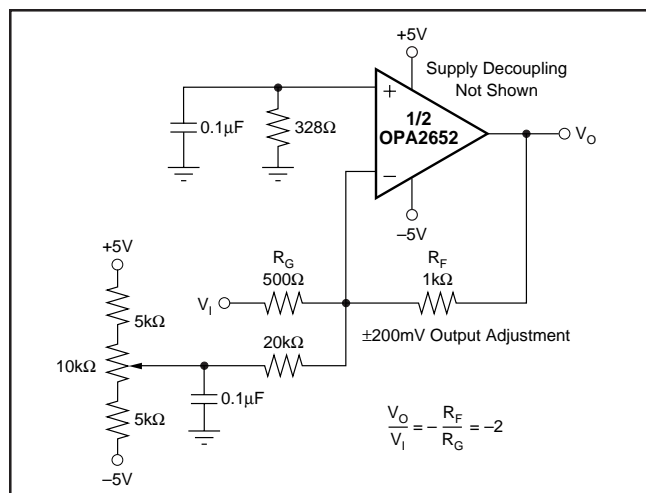 +5V
Supply Decoupling
Not Shown
+
1/2
OPA2652
−
0.1µF
328Ω
V_O
−5V
+5V
R_G
500Ω
R_F
1kΩ
V_I
5kΩ
20kΩ
±200mV Output Adjustment
10kΩ
0.1µF
5kΩ
V_O/V_I = − R_F/R_G = −2
−5V